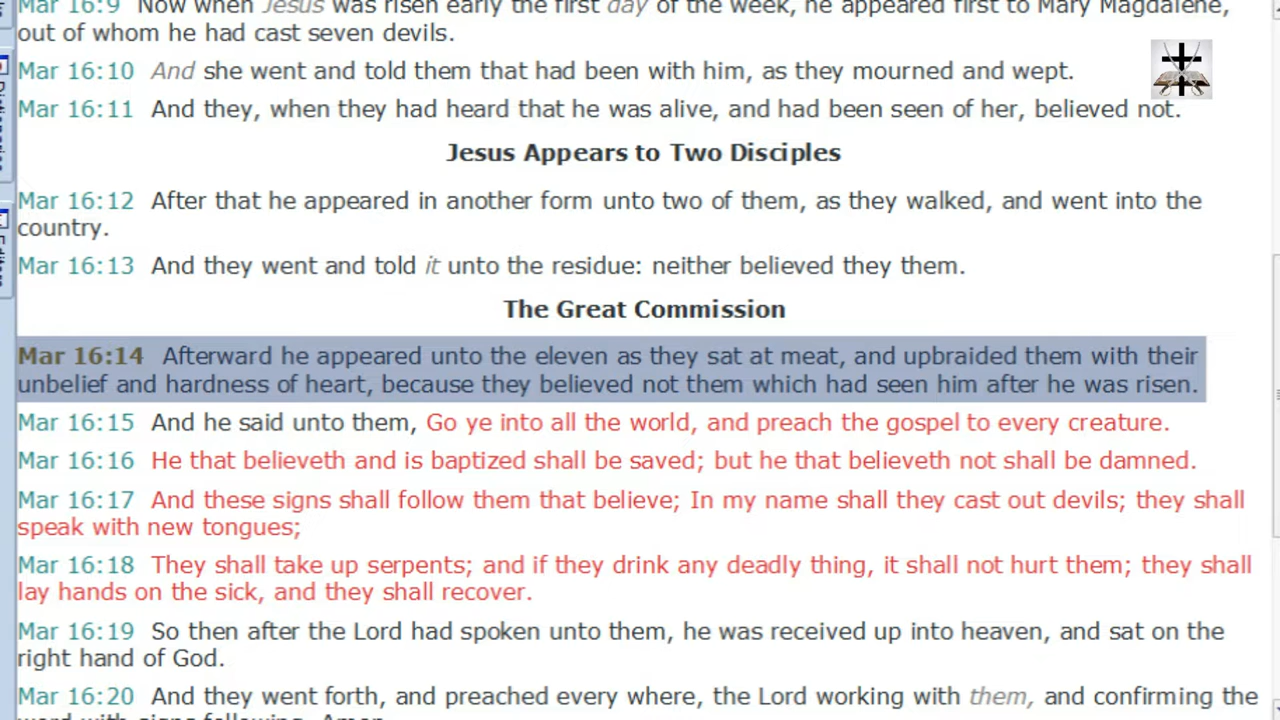 Mar 16:9 Now when Jesus was risen early the first day of the week, he appeared first to Mary Magdalene,
out of whom he had cast seven devils.
Mar 16:10 And she went and told them that had been with him, as they mourned and wept.
Mar 16:11 And they, when they had heard that he was alive, and had been seen of her, believed not.
Jesus Appears to Two Disciples
Mar 16:12 After that he appeared in another form unto two of them, as they walked, and went into the
country.
Mar 16:13 And they went and told it unto the residue: neither believed they them.
The Great Commission
Mar 16:14 Afterward he appeared unto the eleven as they sat at meat, and upbraided them with their
unbelief and hardness of heart, because they believed not them which had seen him after he was risen.
Mar 16:15 And he said unto them, Go ye into all the world, and preach the gospel to every creature.
Mar 16:16 He that believeth and is baptized shall be saved; but he that believeth not shall be damned.
Mar 16:17 And these signs shall follow them that believe; In my name shall they cast out devils; they shall
speak with new tongues;
Mar 16:18 They shall take up serpents; and if they drink any deadly thing, it shall not hurt them; they shall
lay hands on the sick, and they shall recover.
Mar 16:19 So then after the Lord had spoken unto them, he was received up into heaven, and sat on the
right hand of God.
Mar 16:20 And they went forth, and preached every where, the Lord working with them, and confirming the
word with signs following. Amen.